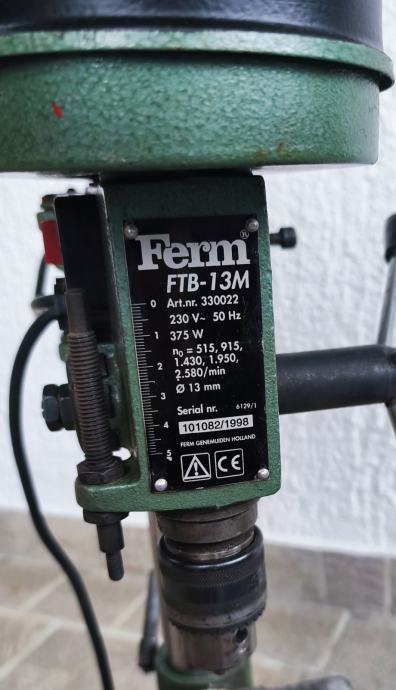 Ferm®
FTB-13M
Art.nr. 330022
230 V~ 50 Hz
375 W
n₀ = 515, 915,
1.430, 1.950,
2.580/min
Ø 13 mm
Serial nr. 6129/1
101082/1998
FERM GENEMUIDEN HOLLAND
CE
0
1
2
3
4
5